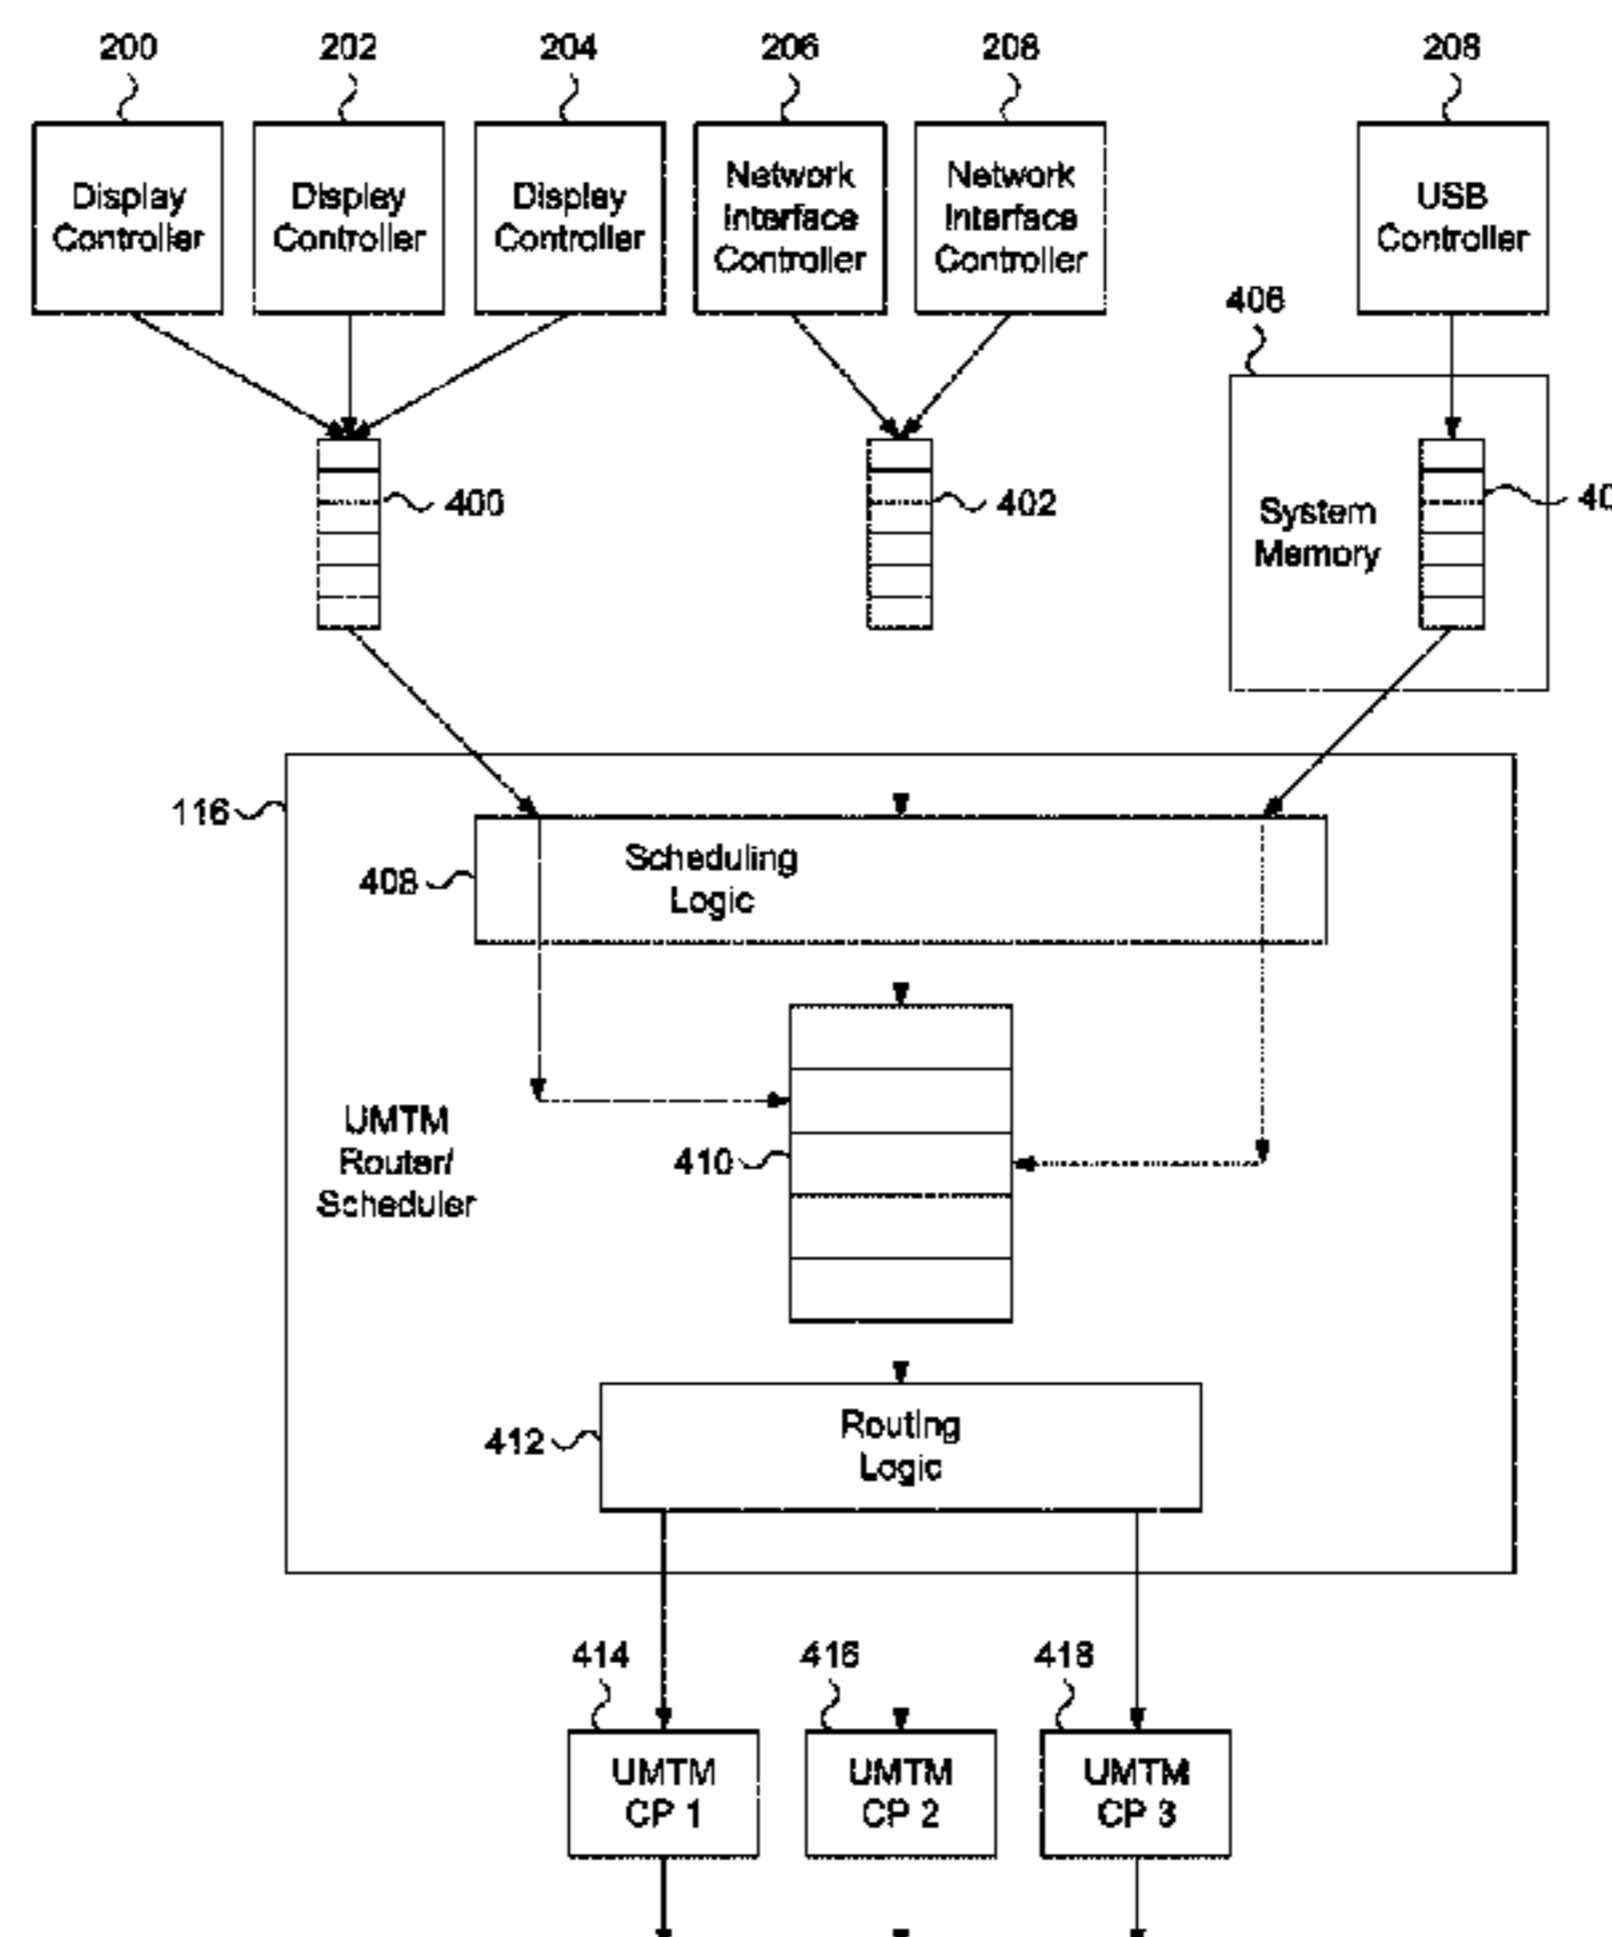 200
202
204
206
208
208
Display
Controller
Display
Controller
Display
Controller
Network
Interface
Controller
Network
Interface
Controller
USB
Controller
406
400
402
40
System
Memory
116
408
Scheduling
Logic
UMTM
Router/
Scheduler
410
412
Routing
Logic
414
416
418
UMTM
CP 1
UMTM
CP 2
UMTM
CP 3